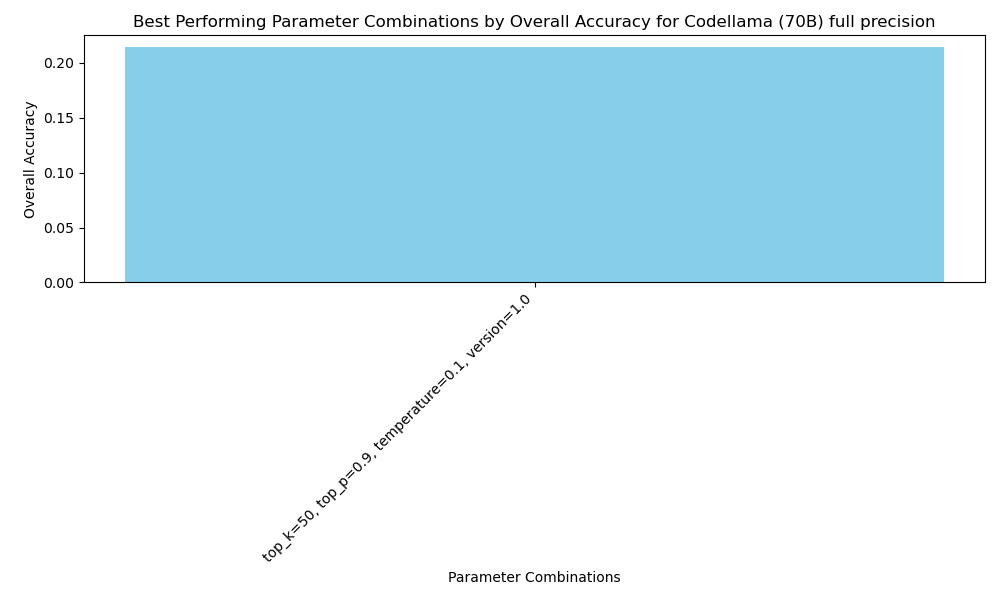 Best Performing Parameter Combinations by Overall Accuracy for Codellama (70B) full precision
Overall Accuracy
0.20
0.15
0.10
0.05
0.00
top_k=50, top_p=0.9, temperature=0.1, version=1.0
Parameter Combinations